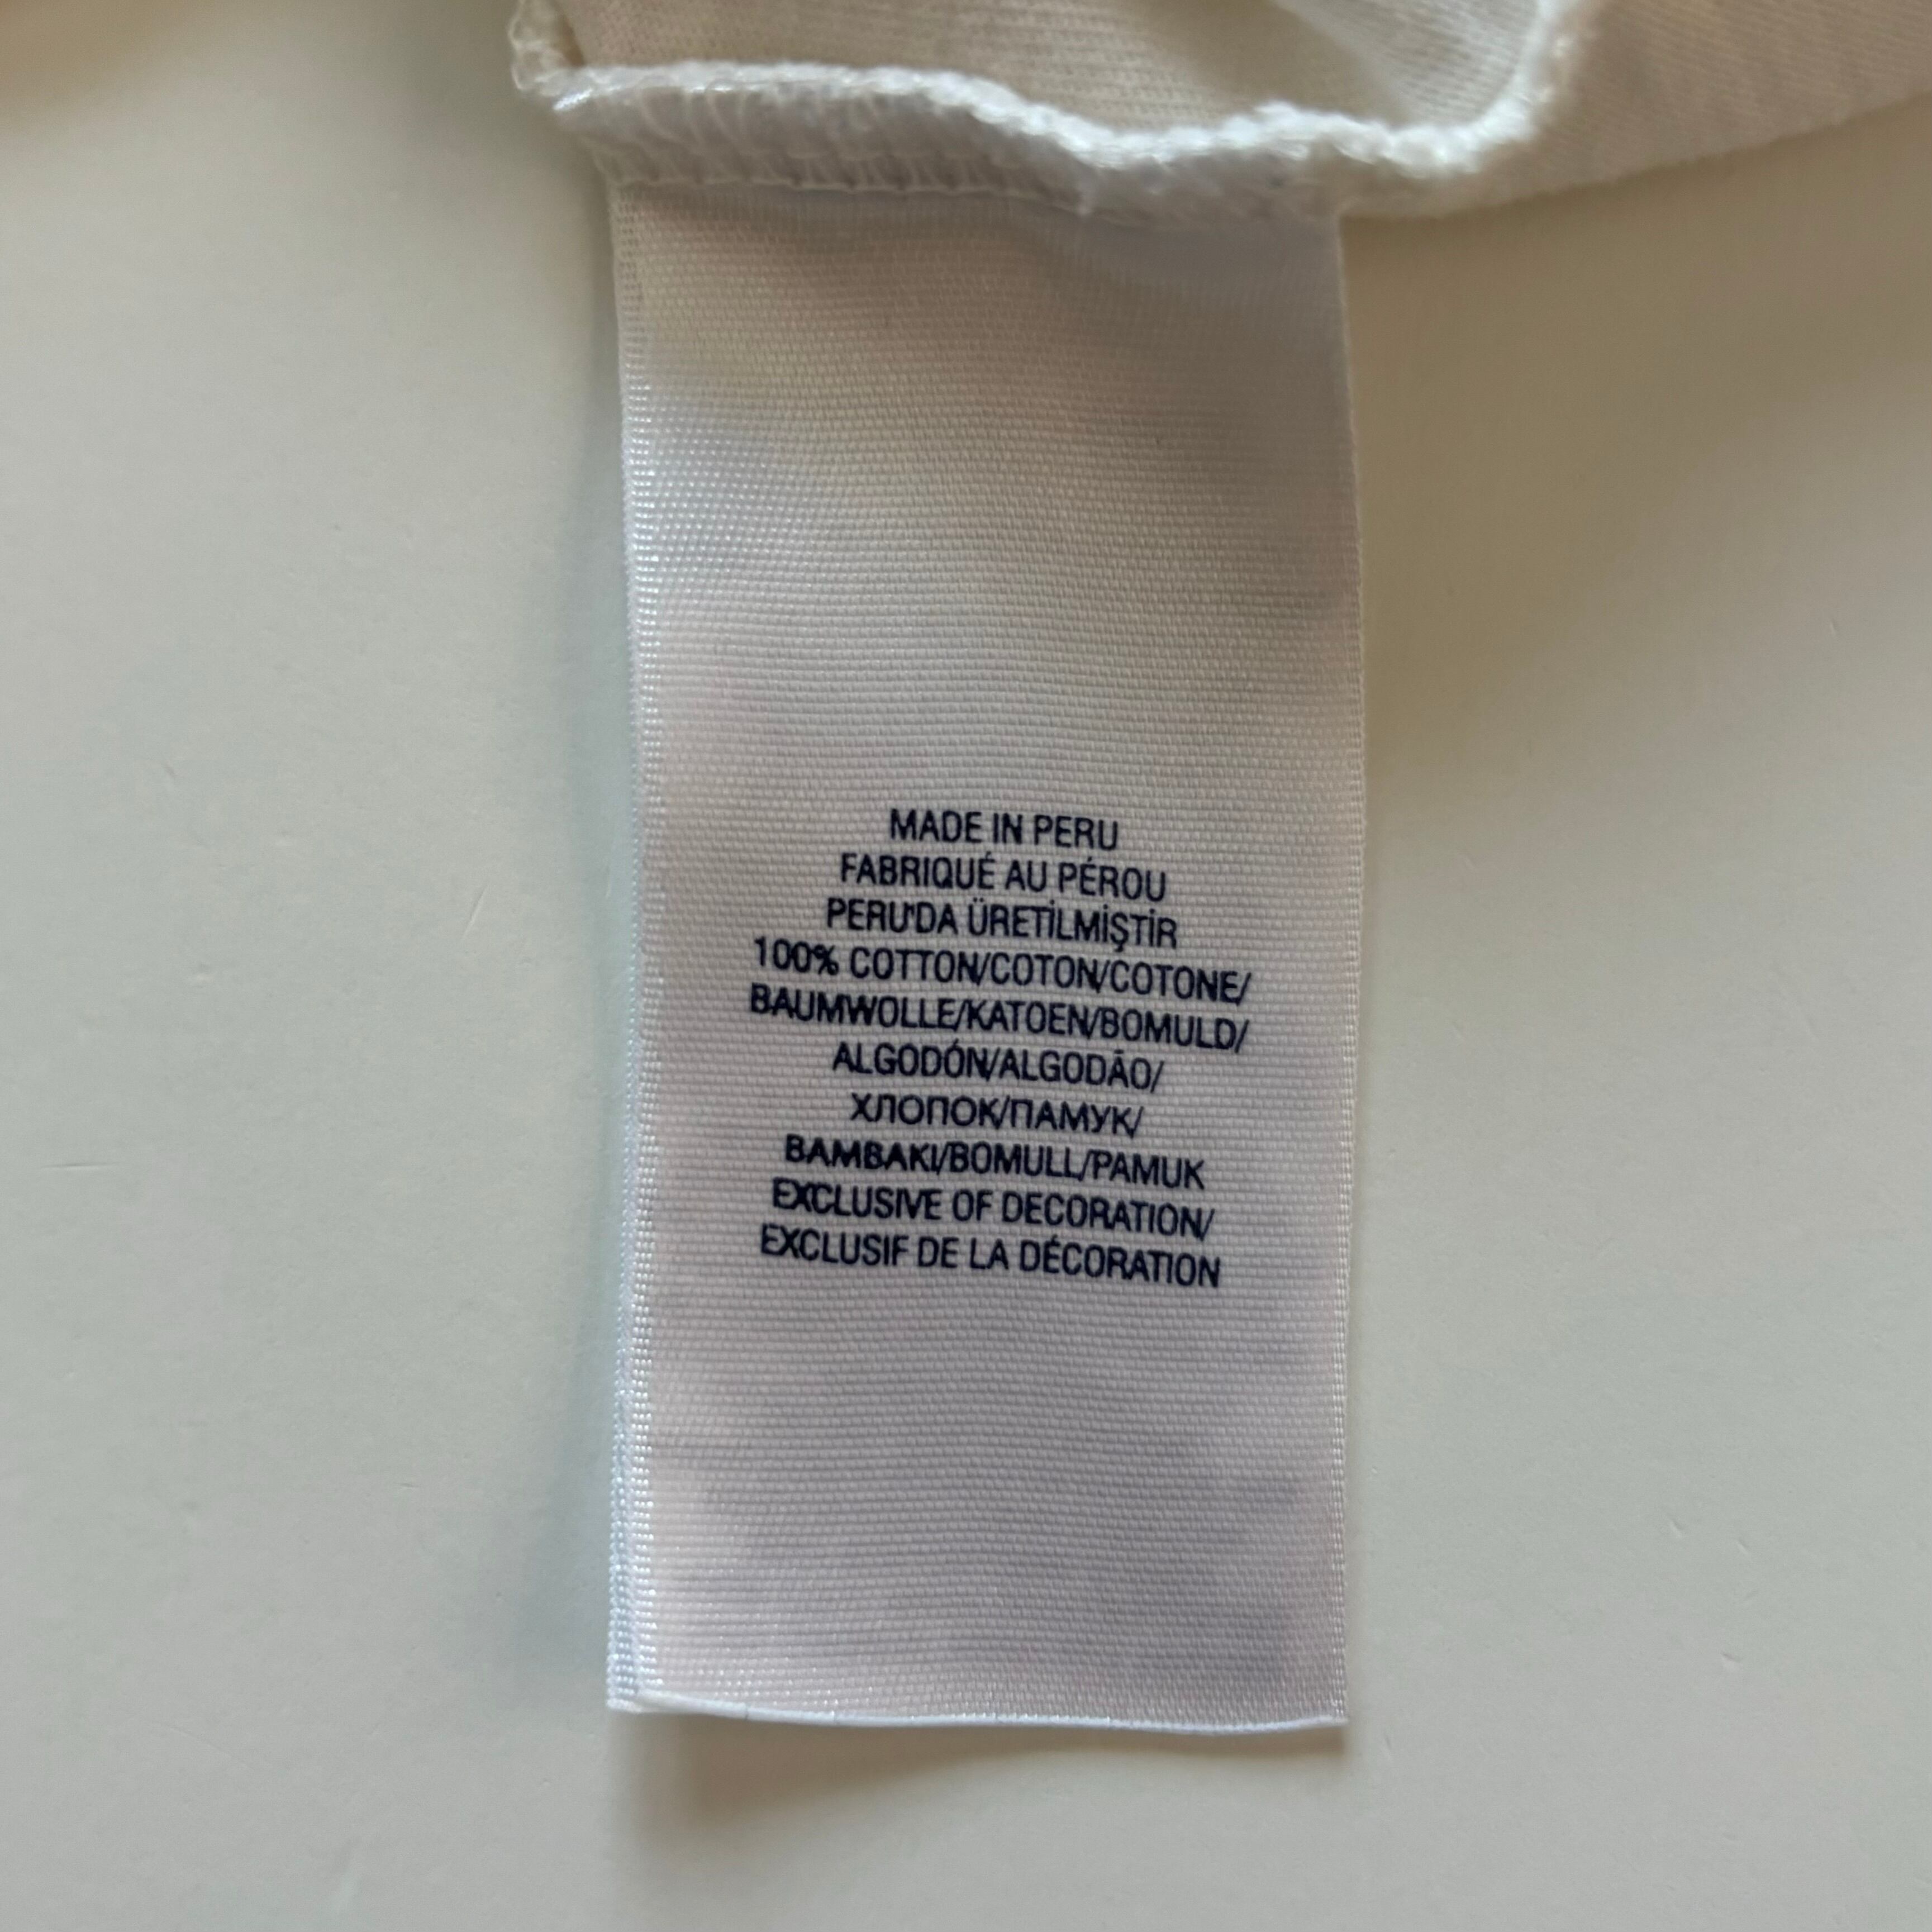 MADE IN PERU
FABRIQUÉ AU PÉROU
PERU'DA ÜRETİLMİŞTİR
100% COTTON/COTON/COTONE/
BAUMWOLLE/KATOEN/BOMULD/
ALGODÓN/ALGODÃO/
ХЛОПОК/ПАМУК/
BAMBAKI/BOMULL/PAMUK
EXCLUSIVE OF DECORATION/
EXCLUSIF DE LA DÉCORATION